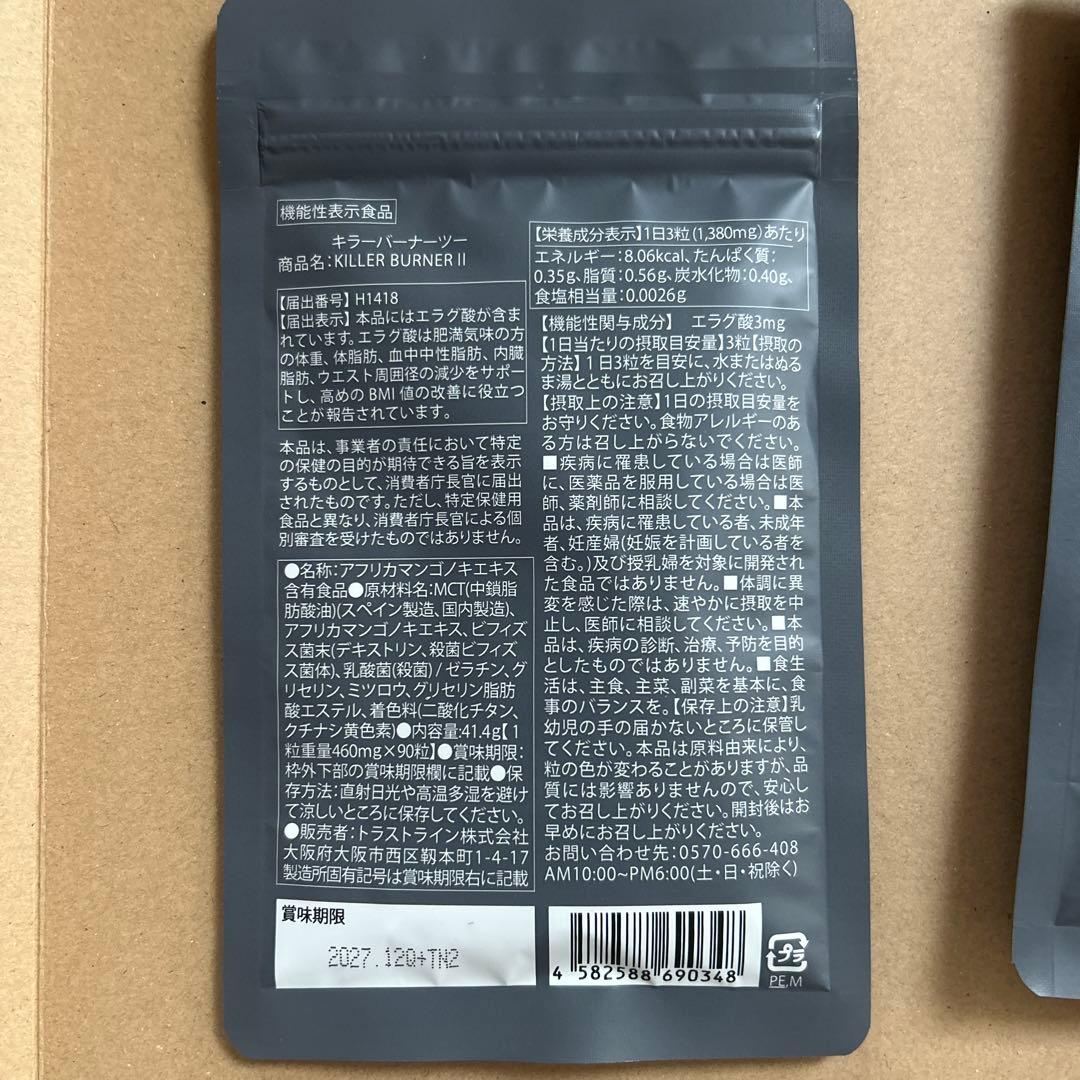 機能性表示食品
キラーバーナーツー
商品名:KILLER BURNER II
【届出番号】H1418
【届出表示】本品にはエラグ酸が含ま
れています。エラグ酸は肥満気味の方
の体重、体脂肪、血中中性脂肪、内臓
脂肪、ウエスト周囲径の減少をサポー
トし、高めのBMI値の改善に役立つ
ことが報告されています。
本品は、事業者の責任において特定
の保健の目的が期待できる旨を表示
するものとして、消費者庁長官に届出
されたものです。ただし、特定保健用
食品と異なり、消費者庁長官による個
別審査を受けたものではありません。
●名称:アフリカマンゴノキエキス
含有食品●原材料名:MCT(中鎖脂
肪酸油)(スペイン製造、国内製造)、
アフリカマンゴノキエキス、ビフィズ
ス菌末(デキストリン、殺菌ビフィズ
ス菌体)、乳酸菌(殺菌) / ゼラチン、グ
リセリン、ミツロウ、グリセリン脂肪
酸エステル、着色料(二酸化チタン、
クチナシ黄色素)●内容量:41.4g【1
粒重量460mg×90粒】●賞味期限:
枠外下部の賞味期限欄に記載●保
存方法:直射日光や高温多湿を避け
て涼しいところに保存してください。
●販売者:トラストライン株式会社
大阪府大阪市西区靱本町1-4-17
製造所固有記号は賞味期限右に記載
【栄養成分表示】1日3粒(1,380mg)あたり
エネルギー:8.06kcal、たんぱく質:
0.35g、脂質:0.56g、炭水化物:0.40g、
食塩相当量:0.0026g
【機能性関与成分】 エラグ酸3mg
【1日当たりの摂取目安量】3粒【摂取の
方法】1日3粒を目安に、水またはぬる
ま湯とともにお召し上がりください。
【摂取上の注意】1日の摂取目安量を
お守りください。食物アレルギーのあ
る方は召し上がらないでください。
■疾病に罹患している場合は医師
に、医薬品を服用している場合は医
師、薬剤師に相談してください。■本
品は、疾病に罹患している者、未成年
者、妊産婦(妊娠を計画している者を
含む。)及び授乳婦を対象に開発され
た食品ではありません。■体調に異
変を感じた際は、速やかに摂取を中
止し、医師に相談してください。■本
品は、疾病の診断、治療、予防を目的
としたものではありません。■食生
活は、主食、主菜、副菜を基本に、食
事のバランスを。【保存上の注意】乳
幼児の手の届かないところに保管し
てください。本品は原料由来により、
粒の色が変わることがありますが、品
質には影響ありませんので、安心し
てお召し上がりください。開封後はお
早めにお召し上がりください。
お問い合わせ先:0570-666-408
AM10:00~PM6:00(土・日・祝除く)
賞味期限
2027.12Q+TN2
4 582588 690348
プラ
PE,M